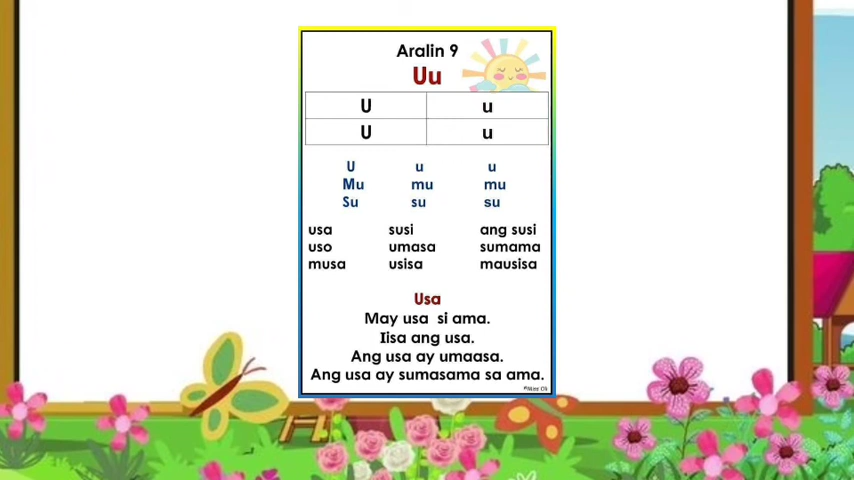 Aralin 9
Uu
U u
U u
U u u
Mu mu mu
Su su su
usa susi ang susi
uso umasa sumama
musa usisa mausisa
Usa
May usa si ama.
Iisa ang usa.
Ang usa ay umaasa.
Ang usa ay sumasama sa ama.